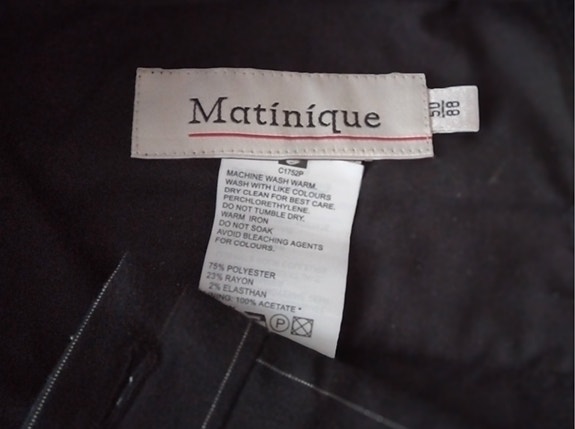 Matíníque
50
88
C1752P
MACHINE WASH WARM.
WASH WITH LIKE COLOURS
DRY CLEAN FOR BEST CARE.
PERCHLORETHYLENE.
DO NOT TUMBLE DRY.
WARM IRON
DO NOT SOAK
AVOID BLEACHING AGENTS
FOR COLOURS.
75% POLYESTER
23% RAYON
2% ELASTHAN
100% ACETATE *
P